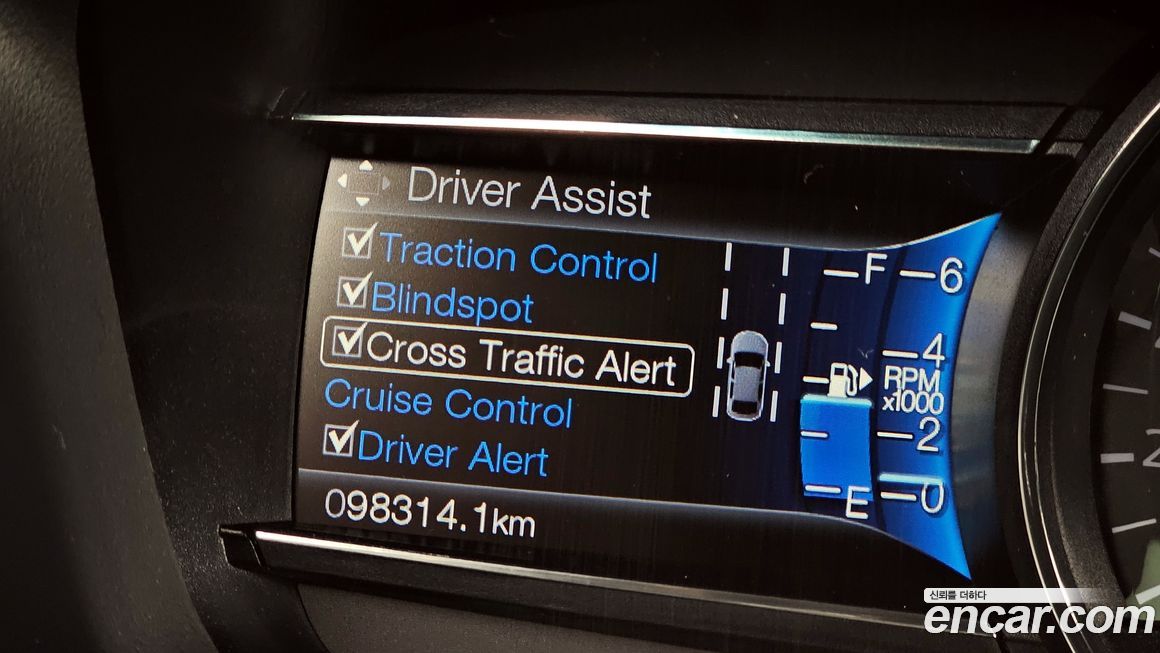 Driver Assist
Traction Control
Blindspot
Cross Traffic Alert
Cruise Control
Driver Alert
098314.1km
F
E
6
4
RPM
x1000
2
0
2
신뢰를 더하다
encar.com